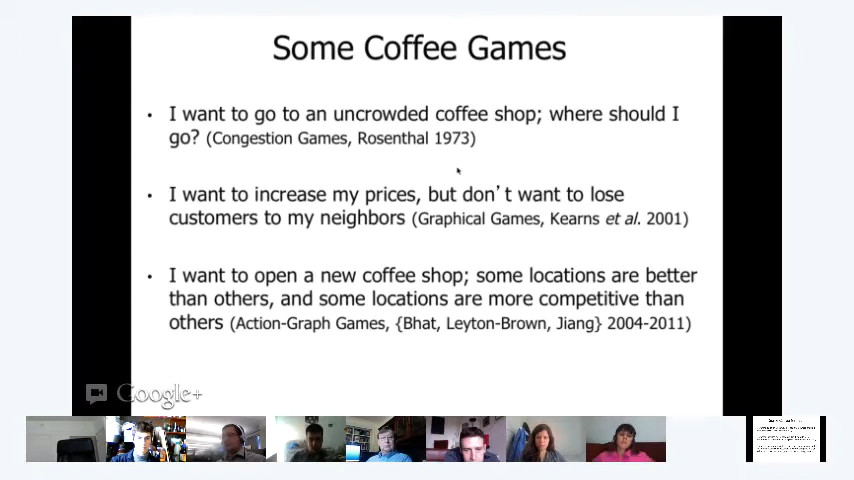 Some Coffee Games
• I want to go to an uncrowded coffee shop; where should I
go? (Congestion Games, Rosenthal 1973)
• I want to increase my prices, but don't want to lose
customers to my neighbors (Graphical Games, Kearns et al. 2001)
• I want to open a new coffee shop; some locations are better
than others, and some locations are more competitive than
others (Action-Graph Games, {Bhat, Leyton-Brown, Jiang} 2004-2011)
Google+